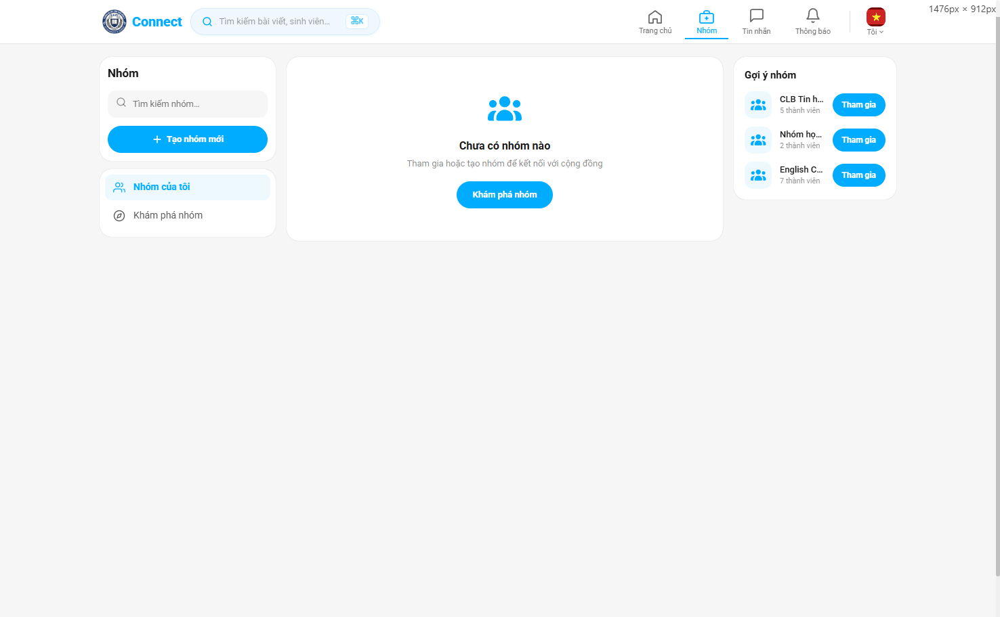 Connect
Tìm kiếm bài viết, sinh viên...
⌘K
Trang chủ
Nhóm
Tin nhắn
Thông báo
Tôi
1476px × 912px
Nhóm
Tìm kiếm nhóm...
+ Tạo nhóm mới
Nhóm của tôi
Khám phá nhóm
Chưa có nhóm nào
Tham gia hoặc tạo nhóm để kết nối với cộng đồng
Khám phá nhóm
Gợi ý nhóm
CLB Tin h...
5 thành viên
Tham gia
Nhóm họ...
2 thành viên
Tham gia
English C...
7 thành viên
Tham gia